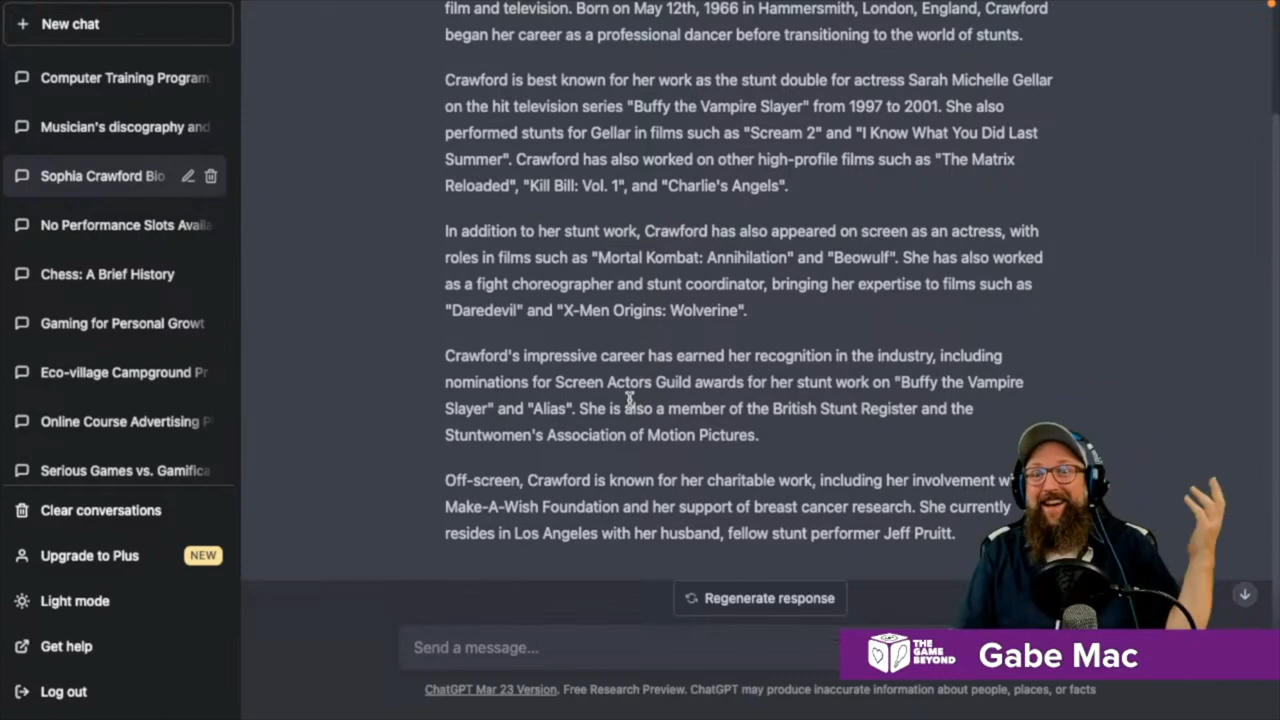 New chat
Computer Training Program
Musician's discography and
Sophia Crawford Bio
No Performance Slots Availa
Chess: A Brief History
Gaming for Personal Growt
Eco-village Campground Pr
Online Course Advertising P
Serious Games vs. Gamifica
Clear conversations
Upgrade to Plus NEW
Light mode
Get help
Log out
film and television. Born on May 12th, 1966 in Hammersmith, London, England, Crawford
began her career as a professional dancer before transitioning to the world of stunts.
Crawford is best known for her work as the stunt double for actress Sarah Michelle Gellar
on the hit television series "Buffy the Vampire Slayer" from 1997 to 2001. She also
performed stunts for Gellar in films such as "Scream 2" and "I Know What You Did Last
Summer". Crawford has also worked on other high-profile films such as "The Matrix
Reloaded", "Kill Bill: Vol. 1", and "Charlie's Angels".
In addition to her stunt work, Crawford has also appeared on screen as an actress, with
roles in films such as "Mortal Kombat: Annihilation" and "Beowulf". She has also worked
as a fight choreographer and stunt coordinator, bringing her expertise to films such as
"Daredevil" and "X-Men Origins: Wolverine".
Crawford's impressive career has earned her recognition in the industry, including
nominations for Screen Actors Guild awards for her stunt work on "Buffy the Vampire
Slayer" and "Alias". She is also a member of the British Stunt Register and the
Stuntwomen's Association of Motion Pictures.
Off-screen, Crawford is known for her charitable work, including her involvement wi
Make-A-Wish Foundation and her support of breast cancer research. She currently
resides in Los Angeles with her husband, fellow stunt performer Jeff Pruitt.
Regenerate response
Send a message...
ChatGPT Mar 23 Version. Free Research Preview. ChatGPT may produce inaccurate information about people, places, or facts
THE
GAME
BEYOND
Gabe Mac